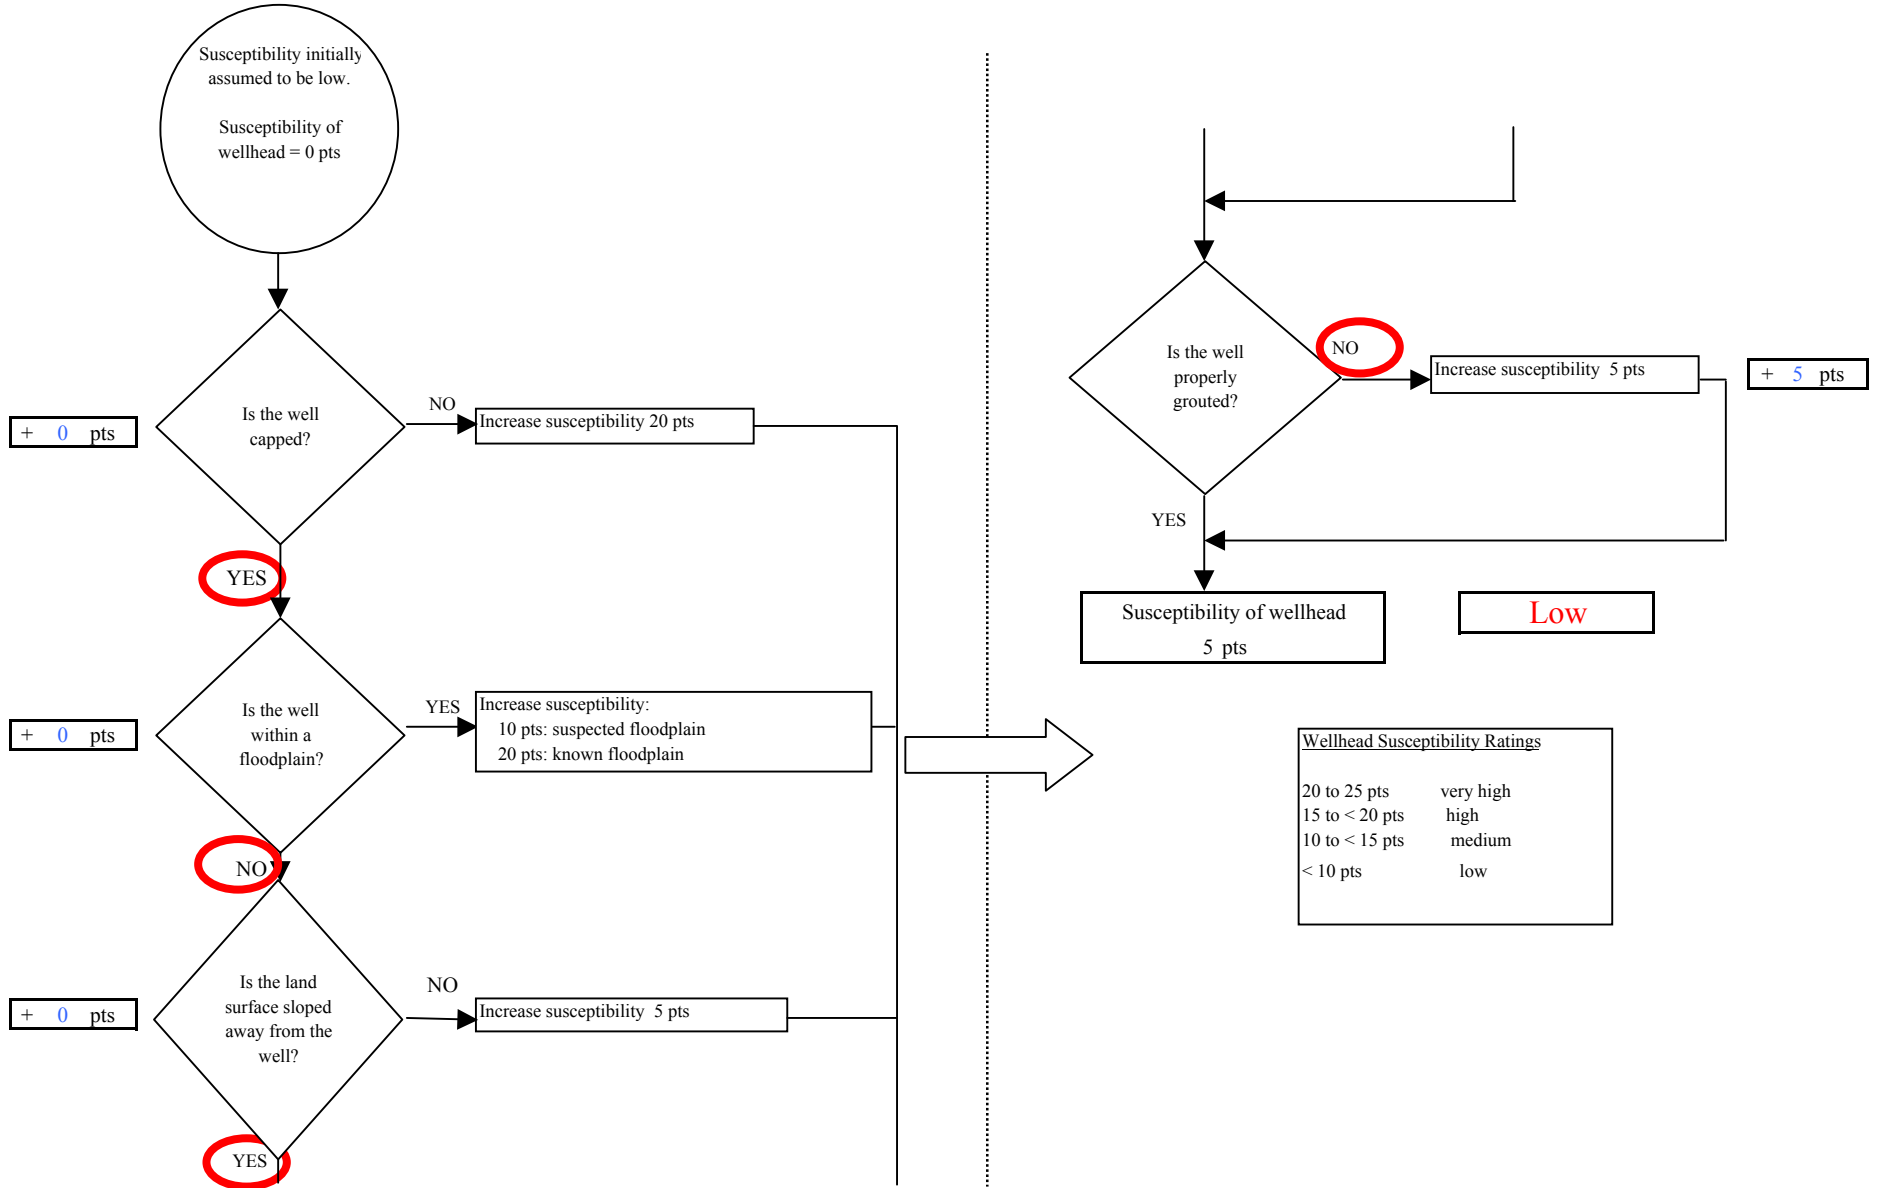 Susceptibility initially
assumed to be low.
Susceptibility of
wellhead = 0 pts
Is the well
capped?
NO
Increase susceptibility 20 pts
+ 0 pts
YES
Is the well
within a
floodplain?
YES
Increase susceptibility:
10 pts: suspected floodplain
20 pts: known floodplain
+ 0 pts
NO
Is the land
surface sloped
away from the
well?
NO
Increase susceptibility 5 pts
+ 0 pts
YES
Is the well
properly
grouted?
NO
Increase susceptibility 5 pts
+ 5 pts
YES
Susceptibility of wellhead
5 pts
Low
Wellhead Susceptibility Ratings
20 to 25 pts very high
15 to < 20 pts high
10 to < 15 pts medium
< 10 pts low